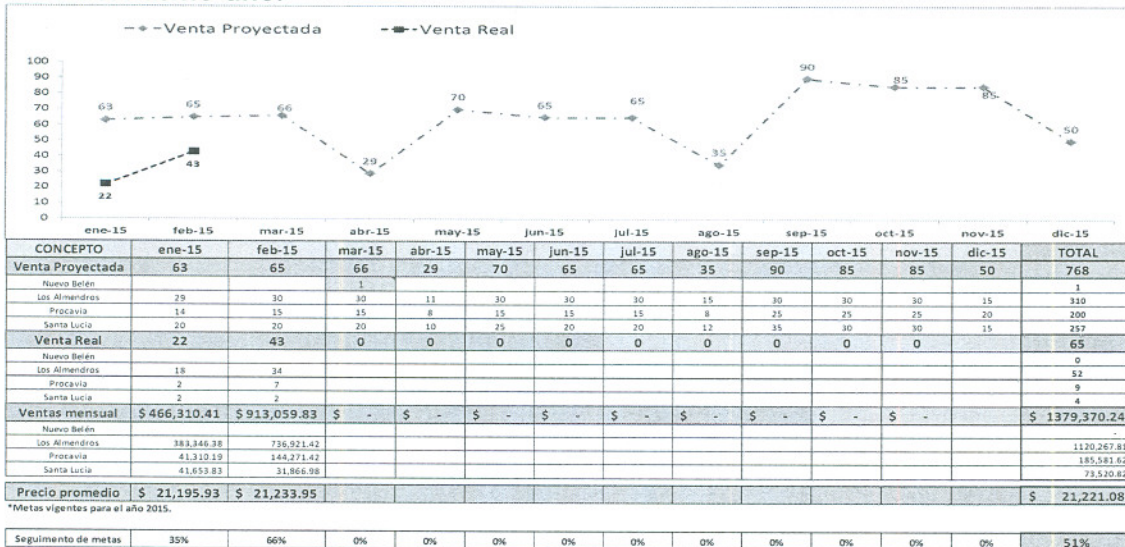 Venta Proyectada Venta Real
100
90
80
70
60
50
40
30
20
10
0
63 65 66 29 70 65 65 35 90 85 85 50
22 43
ene-15 feb-15 mar-15 abr-15 may-15 jun-15 jul-15 ago-15 sep-15 oct-15 nov-15 dic-15
CONCEPTO ene-15 feb-15 mar-15 abr-15 may-15 jun-15 jul-15 ago-15 sep-15 oct-15 nov-15 dic-15 TOTAL
Venta Proyectada 63 65 66 29 70 65 65 35 90 85 85 50 768
Nuevo Belén 1 1
Los Almendros 29 30 30 11 30 30 30 15 30 30 30 15 310
Procavia 14 15 15 8 15 15 15 8 25 25 25 20 200
Santa Lucia 20 20 20 10 25 20 20 12 35 30 30 15 257
Venta Real 22 43 0 0 0 0 0 0 0 0 0 65
Nuevo Belén 0
Los Almendros 18 34 52
Procavia 2 7 9
Santa Lucia 2 2 4
Ventas mensual $ 466,310.41 $ 913,059.83 $ - $ - $ - $ - $ - $ - $ - $ - $ - $ 1379,370.24
Nuevo Belén -
Los Almendros 383,346.38 736,921.42 1120,267.81
Procavia 41,310.19 144,271.42 185,581.62
Santa Lucia 41,653.83 31,866.98 73,520.82
Precio promedio $ 21,195.93 $ 21,233.95 $ 21,221.08
*Metas vigentes para el año 2015.
Seguimento de metas 35% 66% 0% 0% 0% 0% 0% 0% 0% 0% 0% 0% 51%